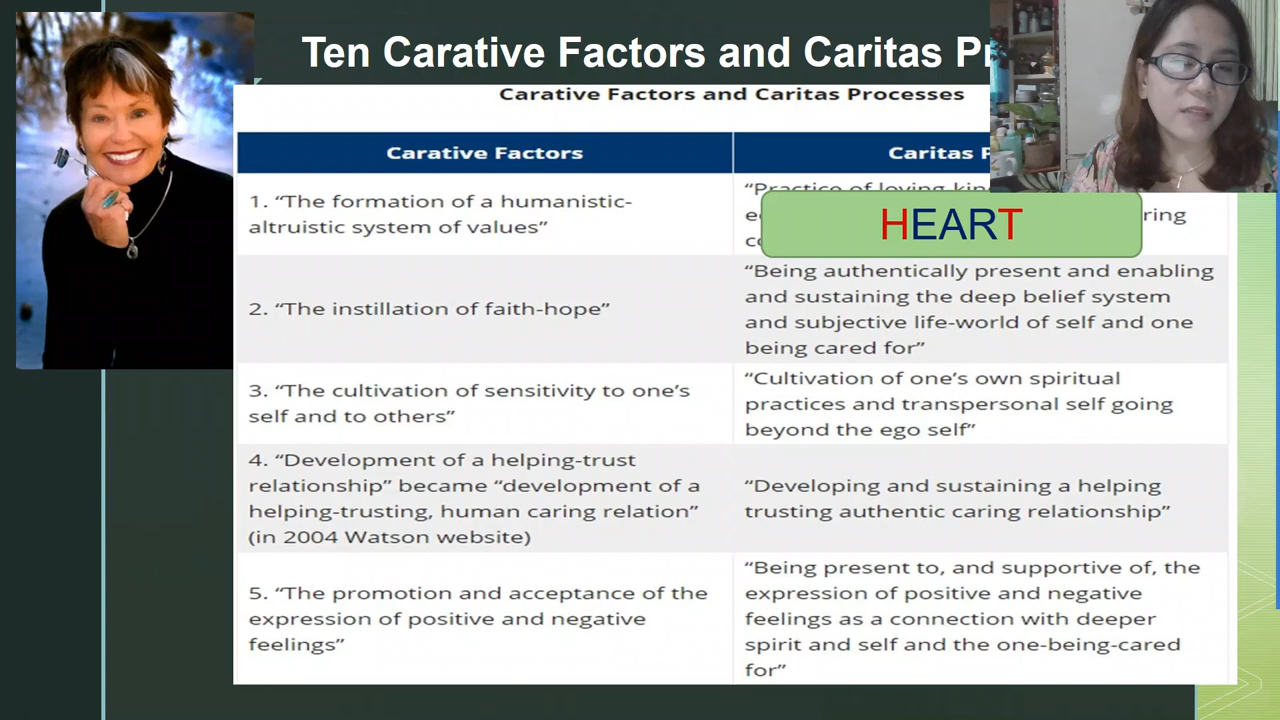 Ten Carative Factors and Caritas
Carative Factors and Caritas Processes
Carative Factors
Caritas
1. “The formation of a humanistic-
altruistic system of values”
“Practice of
ring
HEART
2. “The instillation of faith-hope”
“Being authentically present and enabling
and sustaining the deep belief system
and subjective life-world of self and one
being cared for”
3. “The cultivation of sensitivity to one’s
self and to others”
“Cultivation of one’s own spiritual
practices and transpersonal self going
beyond the ego self”
4. “Development of a helping-trust
relationship” became “development of a
helping-trusting, human caring relation”
(in 2004 Watson website)
“Developing and sustaining a helping
trusting authentic caring relationship”
5. “The promotion and acceptance of the
expression of positive and negative
feelings”
“Being present to, and supportive of, the
expression of positive and negative
feelings as a connection with deeper
spirit and self and the one-being-cared
for”